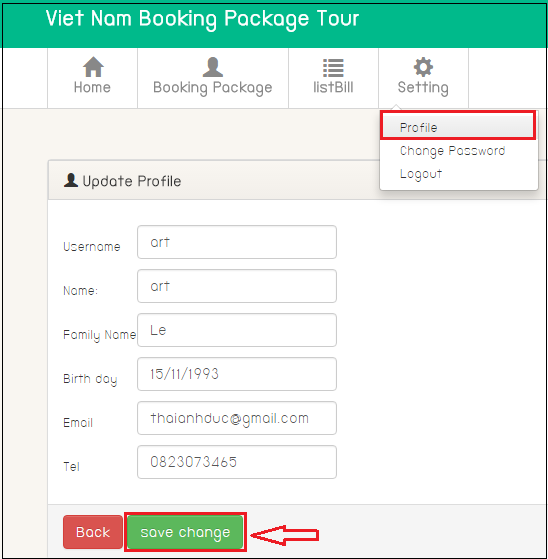 Viet Nam Booking Package Tour
Home Booking Package listBill Setting
Profile
Change Password
Logout
Update Profile
Username art
Name: art
Family Name Le
Birth day 15/11/1993
Email thaianhduc@gmail.com
Tel 0823073465
Back save change